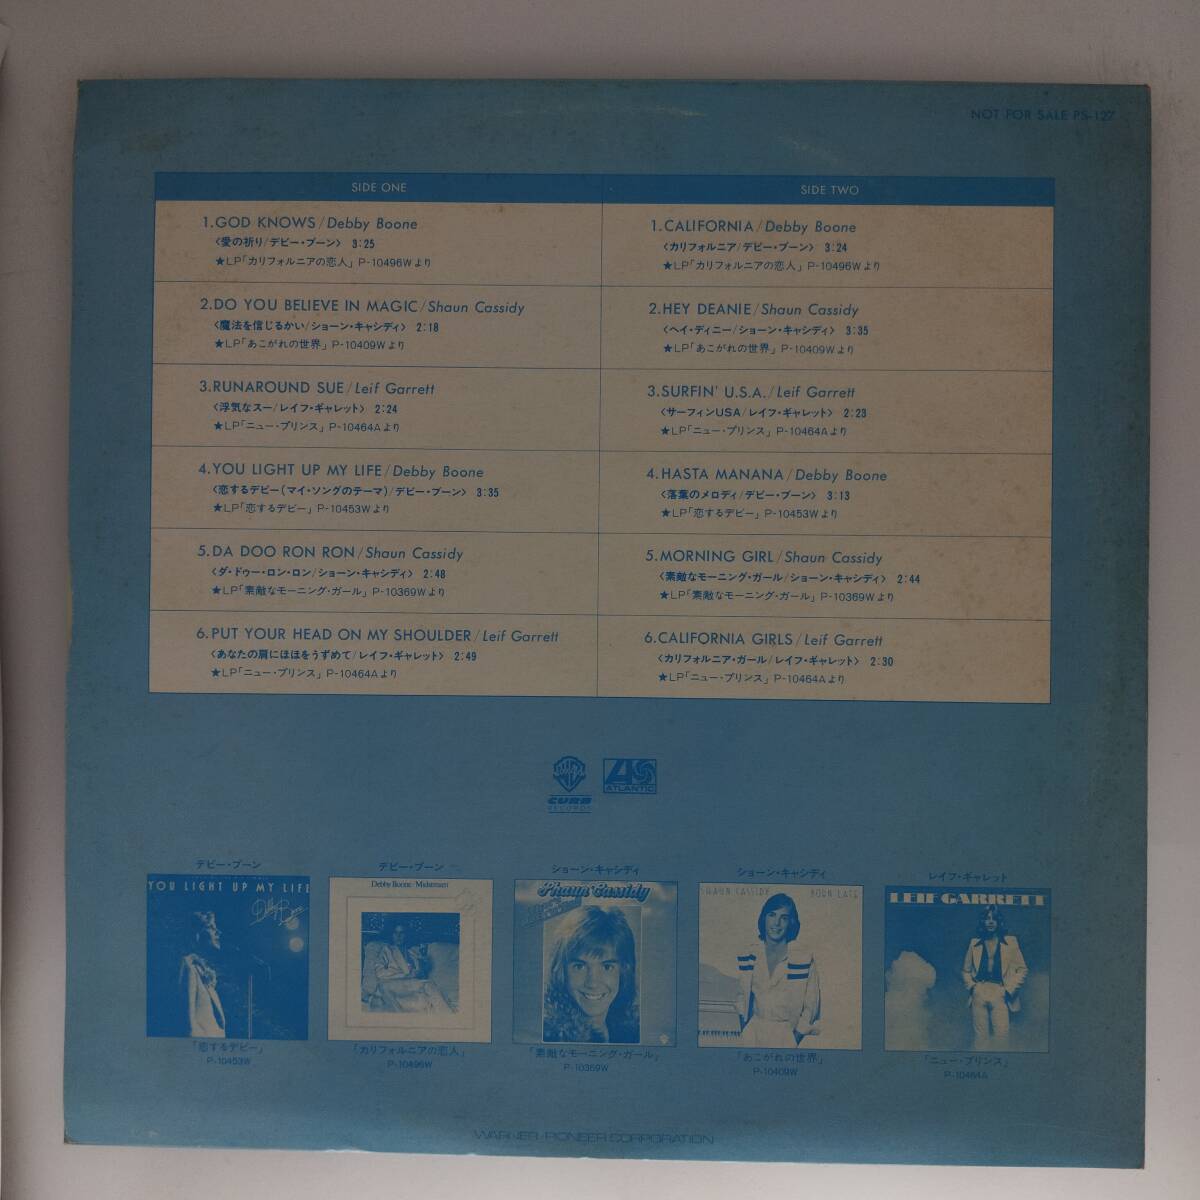 NOT FOR SALE PS-127
SIDE ONE
1.GOD KNOWS/Debby Boone
〈愛の祈り/デビー・ブーン〉 3:25
★LP「カリフォルニアの恋人」P-10496Wより
2.DO YOU BELIEVE IN MAGIC/Shaun Cassidy
〈魔法を信じるかい/ショーン・キャシディ〉 2:18
★LP「あこがれの世界」P-10409Wより
3.RUNAROUND SUE/Leif Garrett
〈浮気なスー/レイフ・ギャレット〉 2:24
★LP「ニュー・プリンス」P-10464Aより
4.YOU LIGHT UP MY LIFE/Debby Boone
〈恋するデビー(マイ・ソングのテーマ)/デビー・ブーン〉 3:35
★LP「恋するデビー」P-10453Wより
5.DA DOO RON RON/Shaun Cassidy
〈ダ・ドゥー・ロン・ロン/ショーン・キャシディ〉 2:48
★LP「素敵なモーニング・ガール」P-10369Wより
6.PUT YOUR HEAD ON MY SHOULDER/Leif Garrett
〈あなたの肩にほほをうずめて/レイフ・ギャレット〉 2:49
★LP「ニュー・プリンス」P-10464Aより
SIDE TWO
1.CALIFORNIA/Debby Boone
〈カリフォルニア/デビー・ブーン〉 3:24
★LP「カリフォルニアの恋人」P-10496Wより
2.HEY DEANIE/Shaun Cassidy
〈ヘイ・ディニー/ショーン・キャシディ〉 3:35
★LP「あこがれの世界」P-10409Wより
3.SURFIN' U.S.A./Leif Garrett
〈サーフィンUSA/レイフ・ギャレット〉 2:23
★LP「ニュー・プリンス」P-10464Aより
4.HASTA MANANA/Debby Boone
〈落葉のメロディ/デビー・ブーン〉 3:13
★LP「恋するデビー」P-10453Wより
5.MORNING GIRL/Shaun Cassidy
〈素敵なモーニング・ガール/ショーン・キャシディ〉 2:44
★LP「素敵なモーニング・ガール」P-10369Wより
6.CALIFORNIA GIRLS/Leif Garrett
〈カリフォルニア・ガール/レイフ・ギャレット〉 2:30
★LP「ニュー・プリンス」P-10464Aより
CURB
RECORDS
ATLANTIC
デビー・ブーン
YOU LIGHT UP MY LIFE
Debby Boone
「恋するデビー」
P-10453W
デビー・ブーン
Debby Boone/Midstream
「カリフォルニアの恋人」
P-10496W
ショーン・キャシディ
Shaun Cassidy
「素敵なモーニング・ガール」
P-10369W
ショーン・キャシディ
SHAUN CASSIDY BORN LATE
「あこがれの世界」
P-10409W
レイフ・ギャレット
LEIF GARRETT
「ニュー・プリンス」
P-10464A
WARNER-PIONEER CORPORATION